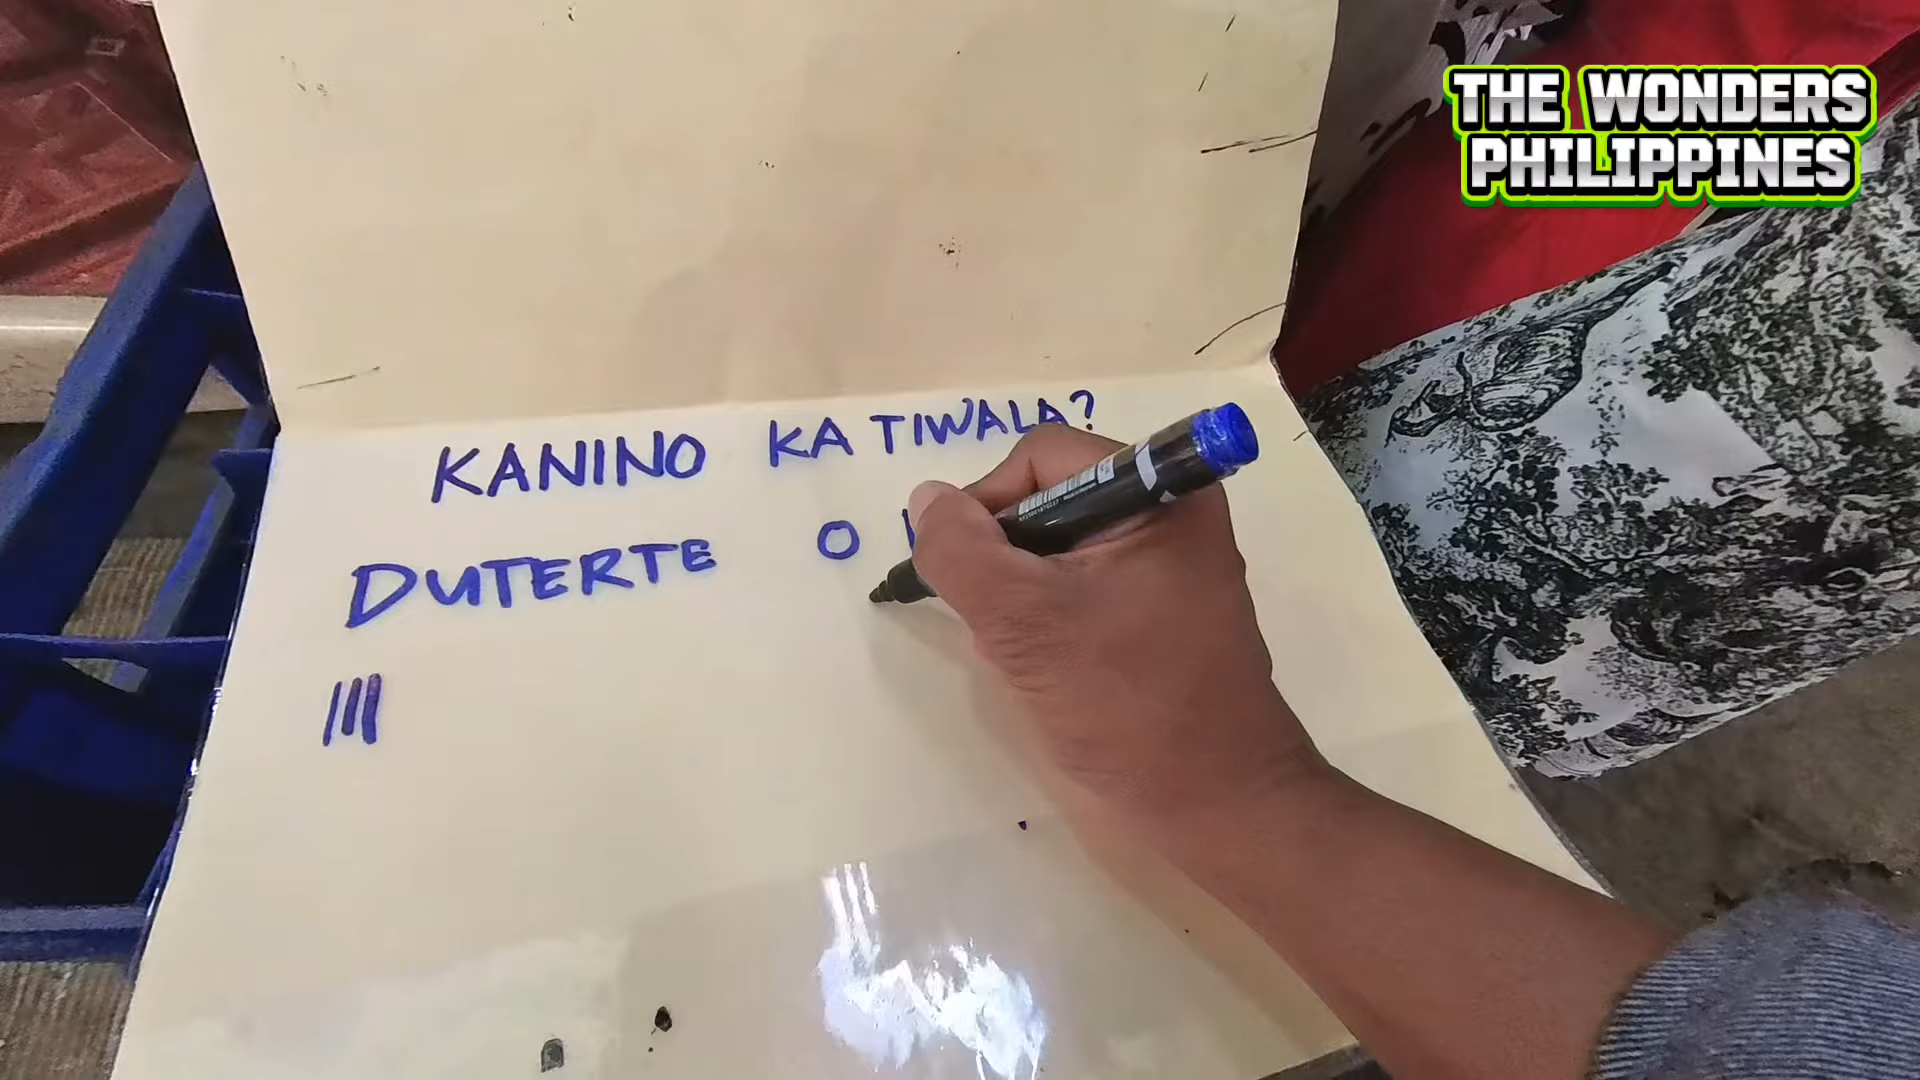 THE WONDERS
PHILIPPINES
KANINO KA TIWALA?
DUTERTE O